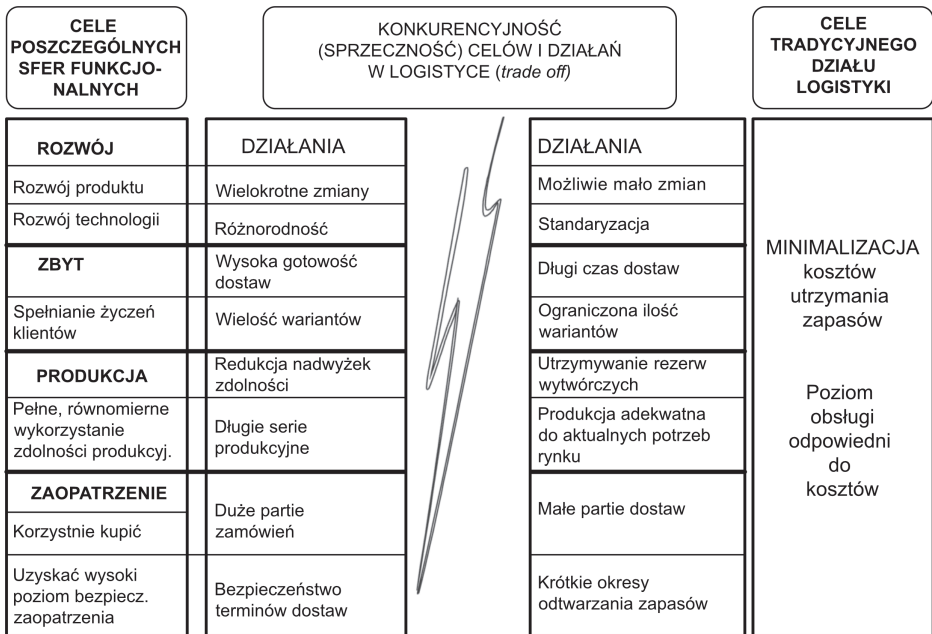 CELE
POSZCZEGÓLNYCH
SFER FUNKCJO-
NALNYCH
KONKURENCYJNOŚĆ
(SPRZECZNOŚĆ) CELÓW I DZIAŁAŃ
W LOGISTYCE (trade off)
CELE
TRADYCYJNEGO
DZIAŁU
LOGISTYKI
ROZWÓJ
Rozwój produktu
Rozwój technologii
ZBYT
Spełnianie życzeń
klientów
PRODUKCJA
Pełne, równomierne
wykorzystanie
zdolności produkcyj.
ZAOPATRZENIE
Korzystnie kupić
Uzyskać wysoki
poziom bezpiecz.
zaopatrzenia
DZIAŁANIA
Wielokrotne zmiany
Różnorodność
Wysoka gotowość
dostaw
Wielość wariantów
Redukcja nadwyżek
zdolności
Długie serie
produkcyjne
Duże partie
zamówień
Bezpieczeństwo
terminów dostaw
DZIAŁANIA
Możliwie mało zmian
Standaryzacja
Długi czas dostaw
Ograniczona ilość
wariantów
Utrzymywanie rezerw
wytwórczych
Produkcja adekwatna
do aktualnych potrzeb
rynku
Małe partie dostaw
Krótkie okresy
odtwarzania zapasów
MINIMALIZACJA
kosztów
utrzymania
zapasów
Poziom
obsługi
odpowiedni
do
kosztów